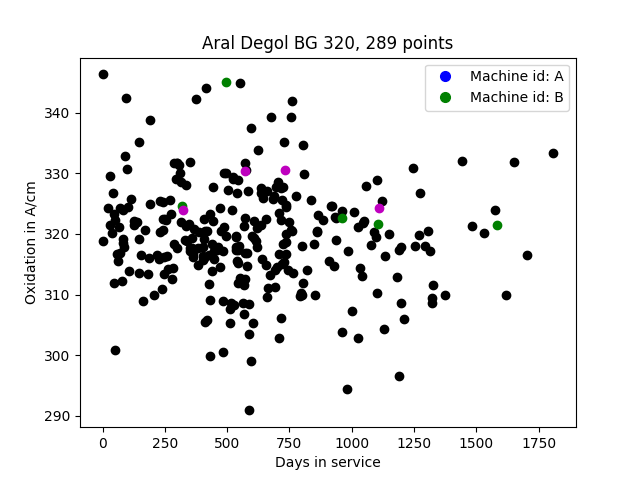 Aral Degol BG 320, 289 points
Machine id: A
Machine id: B
340
330
320
310
300
290
Oxidation in A/cm
0 250 500 750 1000 1250 1500 1750
Days in service